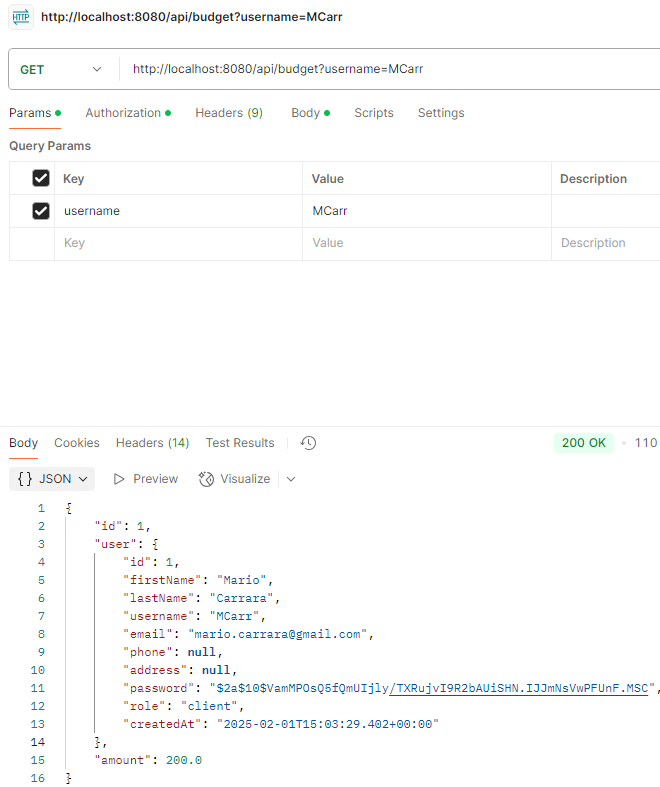 HTTP http://localhost:8080/api/budget?username=MCarr
GET http://localhost:8080/api/budget?username=MCarr
Params Authorization Headers (9) Body Scripts Settings
Query Params
Key Value Description
username MCarr
Key Value Description
Body Cookies Headers (14) Test Results 200 OK 110
{} JSON Preview Visualize
1 {
2 "id": 1,
3 "user": {
4 "id": 1,
5 "firstName": "Mario",
6 "lastName": "Carrara",
7 "username": "MCarr",
8 "email": "mario.carrara@gmail.com",
9 "phone": null,
10 "address": null,
11 "password": "$2a$10$VamMPOsQ5fQmUIjly/TXRujvI9R2bAUiSHN.IJJmNsVwPFUnF.MSC",
12 "role": "client",
13 "createdAt": "2025-02-01T15:03:29.402+00:00"
14 },
15 "amount": 200.0
16 }